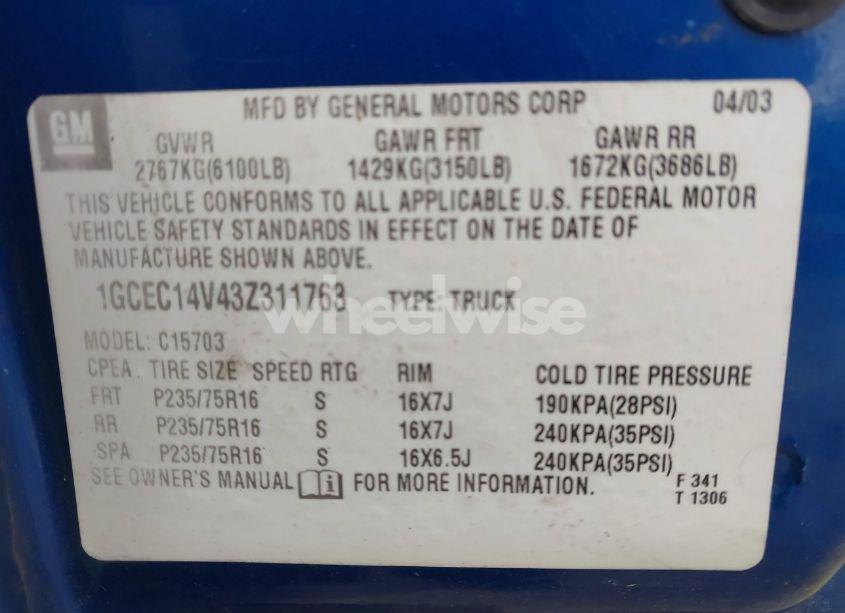 GM
MFD BY GENERAL MOTORS CORP 04/03
GVWR GAWR FRT GAWR RR
2767KG(6100LB) 1429KG(3150LB) 1672KG(3686LB)
THIS VEHICLE CONFORMS TO ALL APPLICABLE U.S. FEDERAL MOTOR
VEHICLE SAFETY STANDARDS IN EFFECT ON THE DATE OF
MANUFACTURE SHOWN ABOVE.
1GCEC14V43Z311763 TYPE: TRUCK
wheelwise
MODEL: C15703
CPEA. TIRE SIZE SPEED RTG RIM COLD TIRE PRESSURE
FRT P235/75R16 S 16X7J 190KPA(28PSI)
RR P235/75R16 S 16X7J 240KPA(35PSI)
SPA P235/75R16 S 16X6.5J 240KPA(35PSI)
SEE OWNER'S MANUAL i FOR MORE INFORMATION.
F 341
T 1306